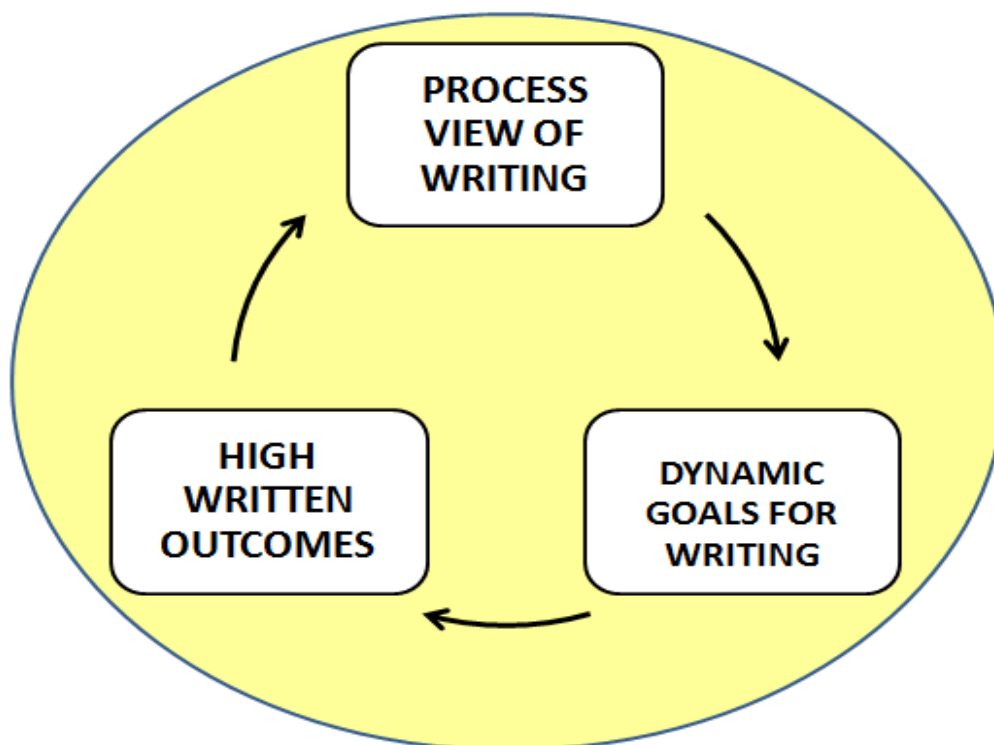 PROCESS
VIEW OF
WRITING
HIGH
WRITTEN
OUTCOMES
DYNAMIC
GOALS FOR
WRITING